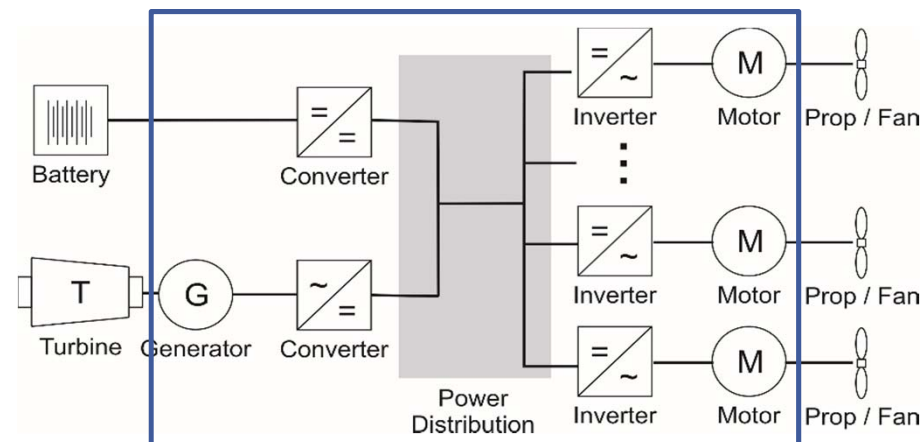 =
~
M
Inverter
Motor
Prop / Fan
=
=
Battery
Converter
=
~
M
Inverter
Motor
Prop / Fan
T
G
~
=
Turbine
Generator
Converter
=
~
M
Inverter
Motor
Prop / Fan
Power
Distribution